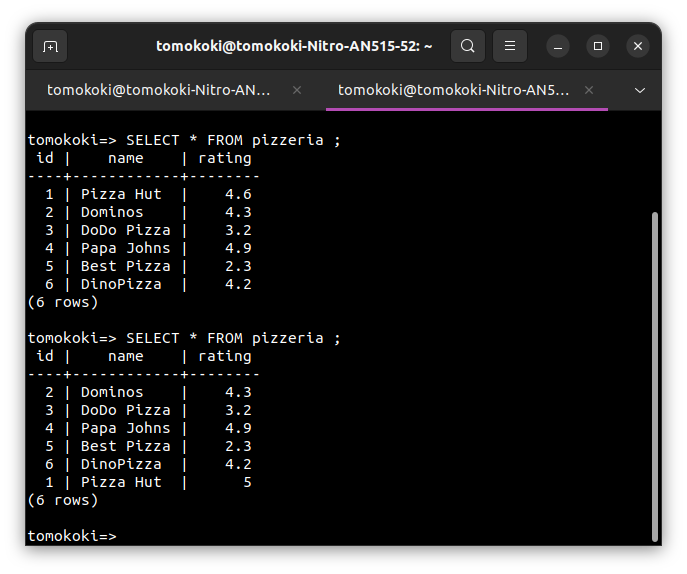 tomokoki@tomokoki-Nitro-AN515-52: ~
tomokoki@tomokoki-Nitro-AN... × tomokoki@tomokoki-Nitro-AN5... ×
tomokoki=> SELECT * FROM pizzeria ;
 id |    name    | rating
----+------------+--------
  1 | Pizza Hut  |    4.6
  2 | Dominos    |    4.3
  3 | DoDo Pizza |    3.2
  4 | Papa Johns |    4.9
  5 | Best Pizza |    2.3
  6 | DinoPizza  |    4.2
(6 rows)
tomokoki=> SELECT * FROM pizzeria ;
 id |    name    | rating
----+------------+--------
  2 | Dominos    |    4.3
  3 | DoDo Pizza |    3.2
  4 | Papa Johns |    4.9
  5 | Best Pizza |    2.3
  6 | DinoPizza  |    4.2
  1 | Pizza Hut  |      5
(6 rows)
tomokoki=>